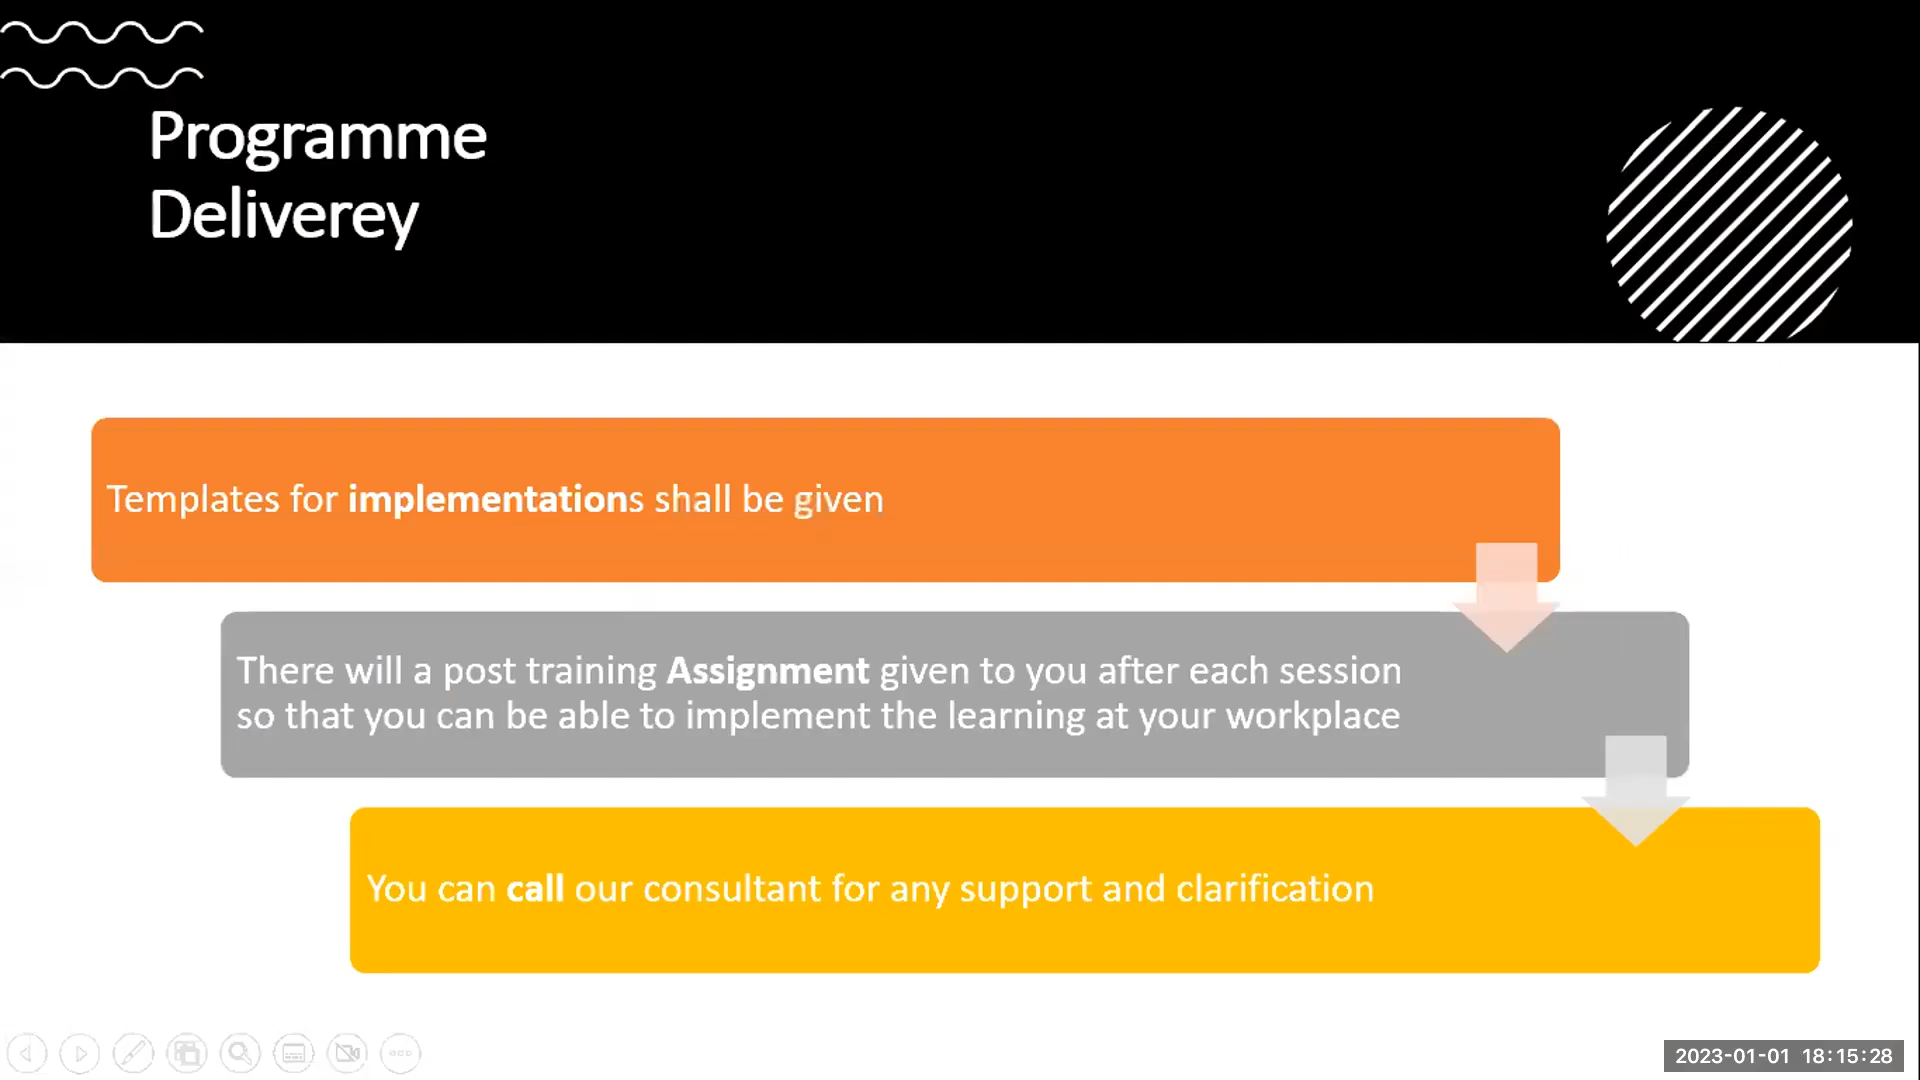 Programme
Deliverey
Templates for implementations shall be given
There will a post training Assignment given to you after each session
so that you can be able to implement the learning at your workplace
You can call our consultant for any support and clarification
2023-01-01 18:15:28